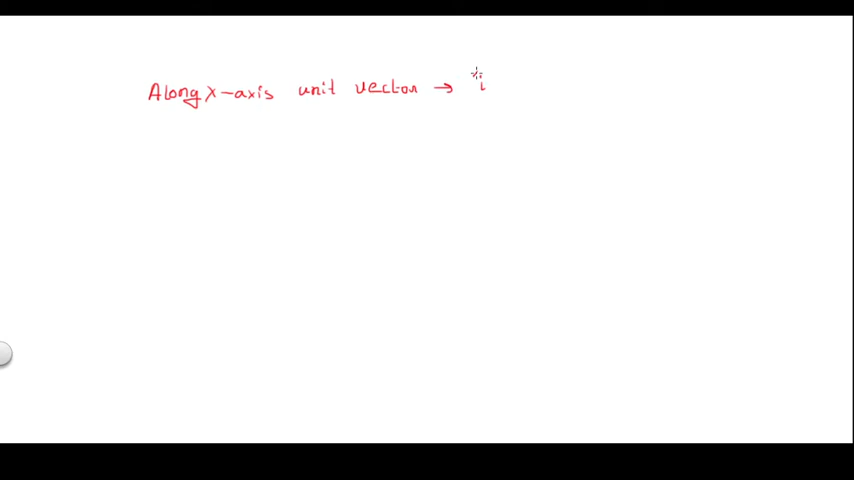 Along x-axis unit vector → i